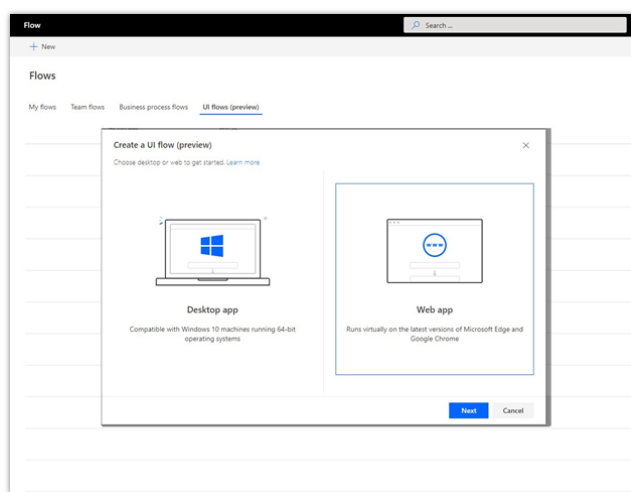 Flow
Search ...
New
Flows
My flows Team flows Business process flows UI flows (preview)
Create a UI flow (preview)
Choose desktop or web to get started. Learn more
Desktop app
Compatible with Windows 10 machines running 64-bit
operating systems
Web app
Runs virtually on the latest versions of Microsoft Edge and
Google Chrome
Next Cancel